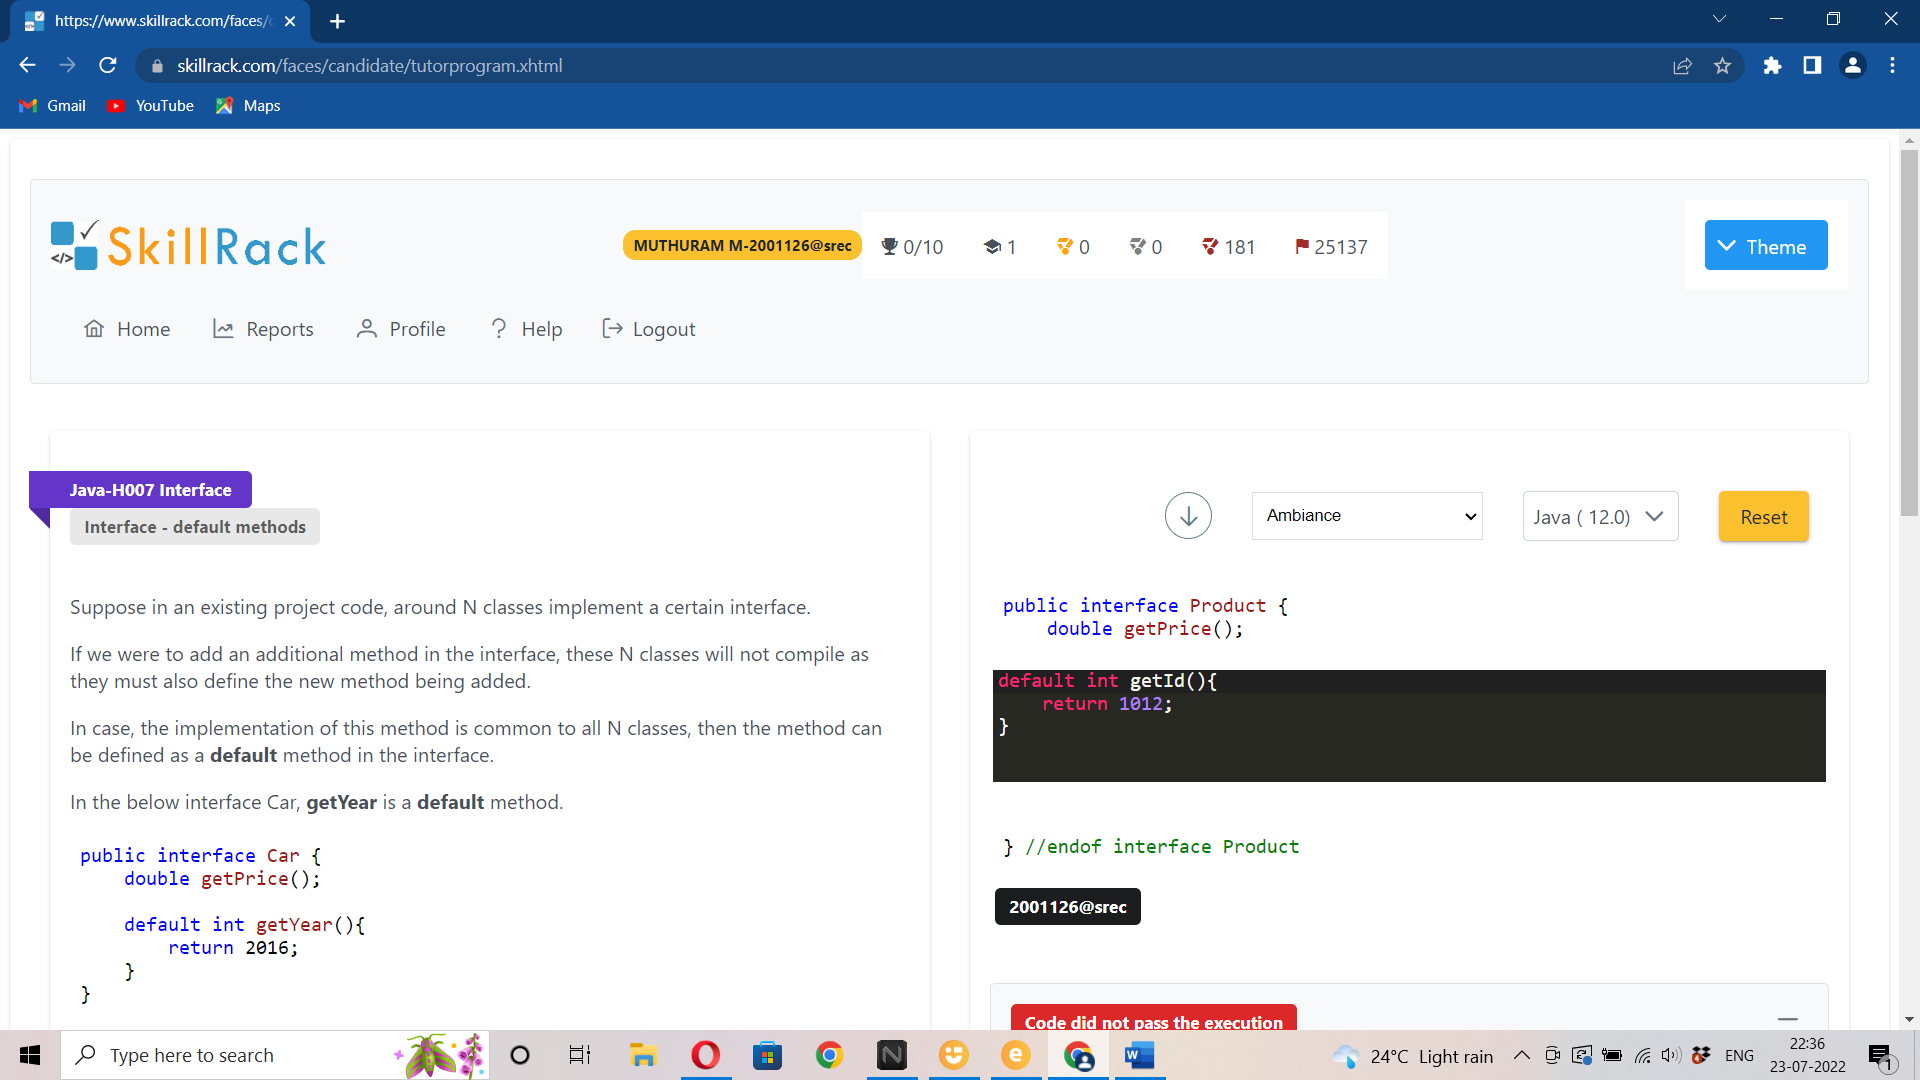 https://www.skillrack.com/faces/c
skillrack.com/faces/candidate/tutorprogram.xhtml
Gmail YouTube Maps
SkillRack
MUTHURAM M-2001126@srec 0/10 1 0 0 181 25137
Theme
Home Reports Profile Help Logout
Java-H007 Interface
Interface - default methods
Suppose in an existing project code, around N classes implement a certain interface.
If we were to add an additional method in the interface, these N classes will not compile as
they must also define the new method being added.
In case, the implementation of this method is common to all N classes, then the method can
be defined as a default method in the interface.
In the below interface Car, getYear is a default method.
public interface Car {
double getPrice();
default int getYear(){
return 2016;
}
}
Ambiance Java ( 12.0) Reset
public interface Product {
double getPrice();
default int getId(){
return 1012;
}
} //endof interface Product
2001126@srec
Code did not pass the execution
Type here to search
24°C Light rain ENG
22:36
23-07-2022
1